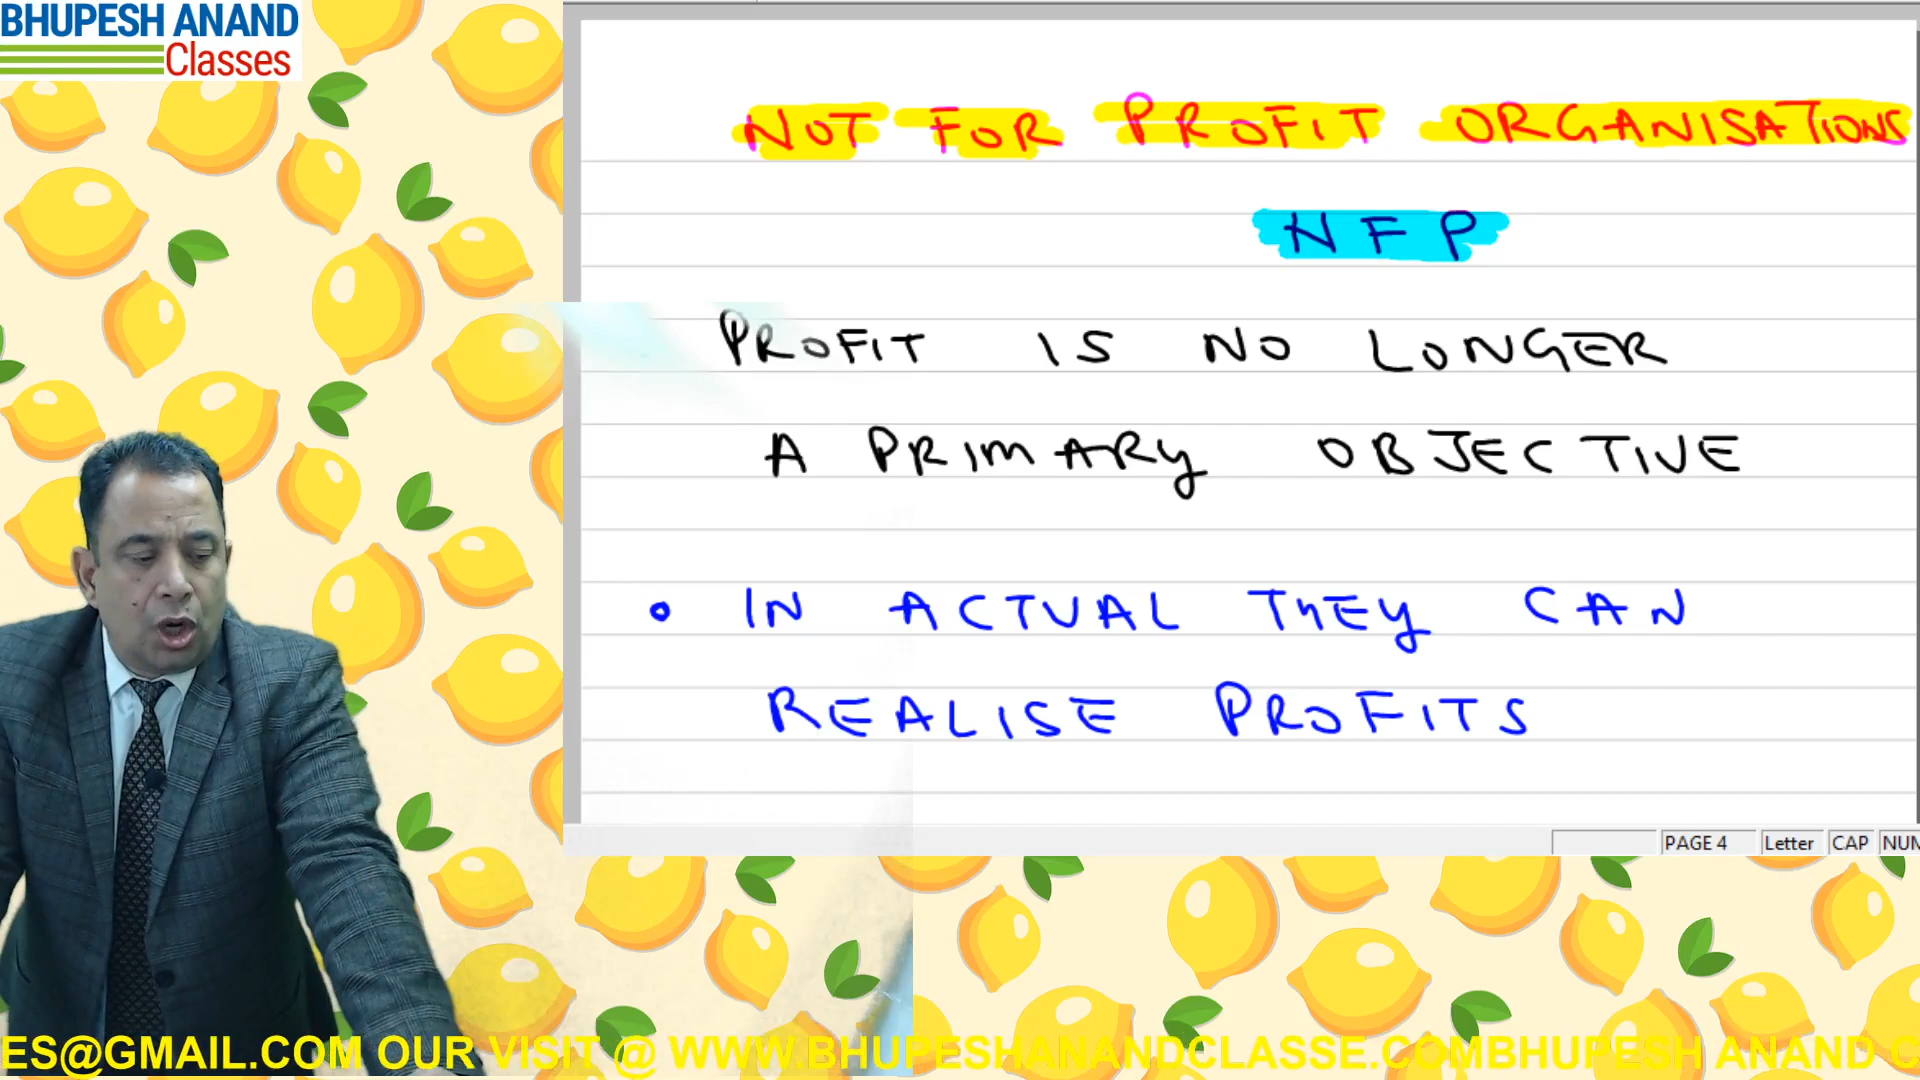 BHUPESH ANAND
Classes
NOT FOR PROFIT ORGANISATIONS
NFP
PROFIT IS NO LONGER
A PRIMARY OBJECTIVE
• IN ACTUAL THEY CAN
REALISE PROFITS
PAGE 4 Letter CAP NUM
ES@GMAIL.COM OUR VISIT @ WWW.BHUPESHANANDCLASSE.COMBHUPESH ANAND C